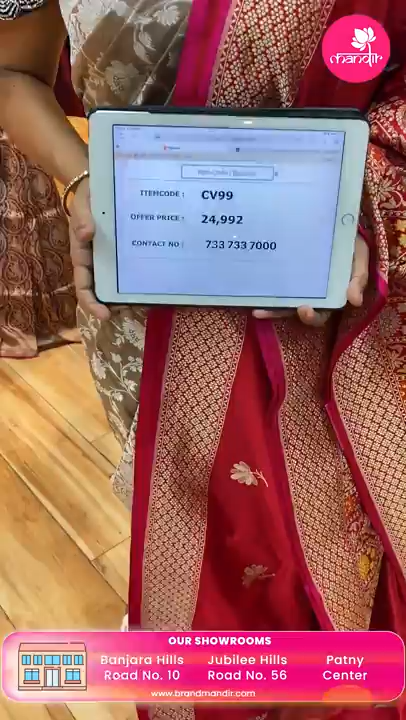 mandir
ITEMCODE : CV99
OFFER PRICE : 24,992
CONTACT NO : 733 733 7000
OUR SHOWROOMS
Banjara Hills Jubilee Hills Patny
Road No. 10 Road No. 56 Center
www.brandmandir.com